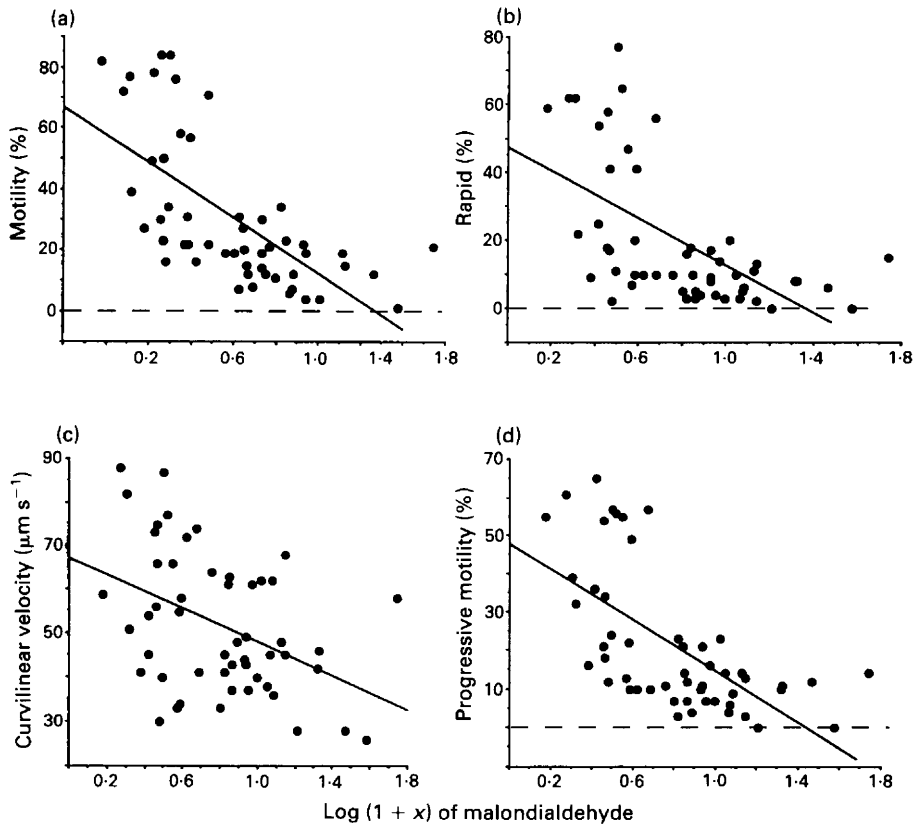 (a)
Motility (%)
80
60
40
20
0
0·2 0·6 1·0 1·4 1·8
(b)
Rapid (%)
80
60
40
20
0
0·2 0·6 1·0 1·4 1·8
(c)
Curvilinear velocity (μm s⁻¹)
90
70
50
30
0·2 0·6 1·0 1·4 1·8
(d)
Progressive motility (%)
70
50
30
10
0·2 0·6 1·0 1·4 1·8
Log (1 + x) of malondialdehyde